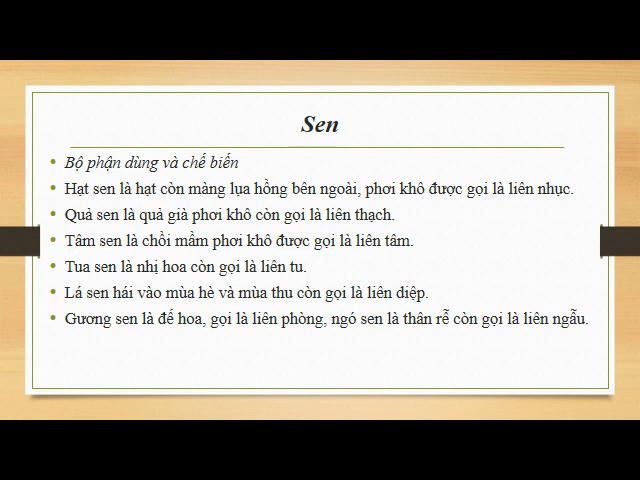 Sen
Bộ phận dùng và chế biến
Hạt sen là hạt còn màng lụa hồng bên ngoài, phơi khô được gọi là liên nhục.
Quả sen là quả già phơi khô còn gọi là liên thạch.
Tâm sen là chồi mầm phơi khô được gọi là liên tâm.
Tua sen là nhị hoa còn gọi là liên tu.
Lá sen hái vào mùa hè và mùa thu còn gọi là liên diệp.
Gương sen là đế hoa, gọi là liên phòng, ngó sen là thân rễ còn gọi là liên ngẫu.